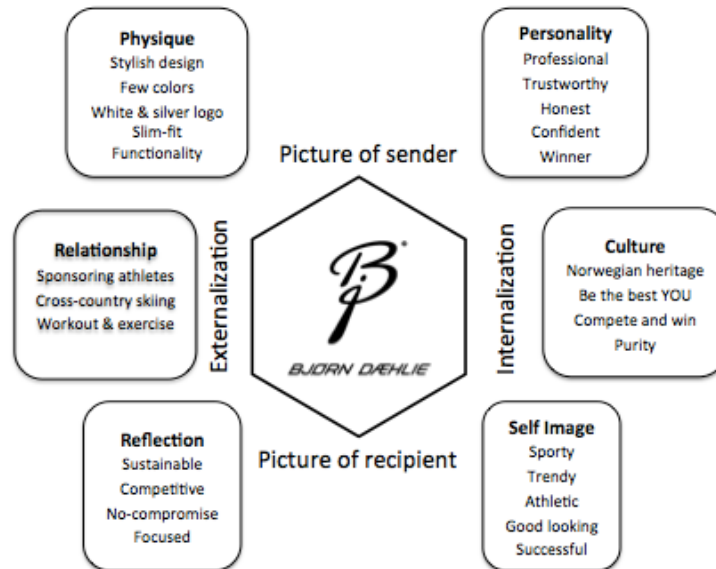 Physique
Stylish design
Few colors
White & silver logo
Slim-fit
Functionality
Personality
Professional
Trustworthy
Honest
Confident
Winner
Picture of sender
Relationship
Sponsoring athletes
Cross-country skiing
Workout & exercise
Externalization
BJØRN DÆHLIE
Internalization
Culture
Norwegian heritage
Be the best YOU
Compete and win
Purity
Reflection
Sustainable
Competitive
No-compromise
Focused
Picture of recipient
Self Image
Sporty
Trendy
Athletic
Good looking
Successful